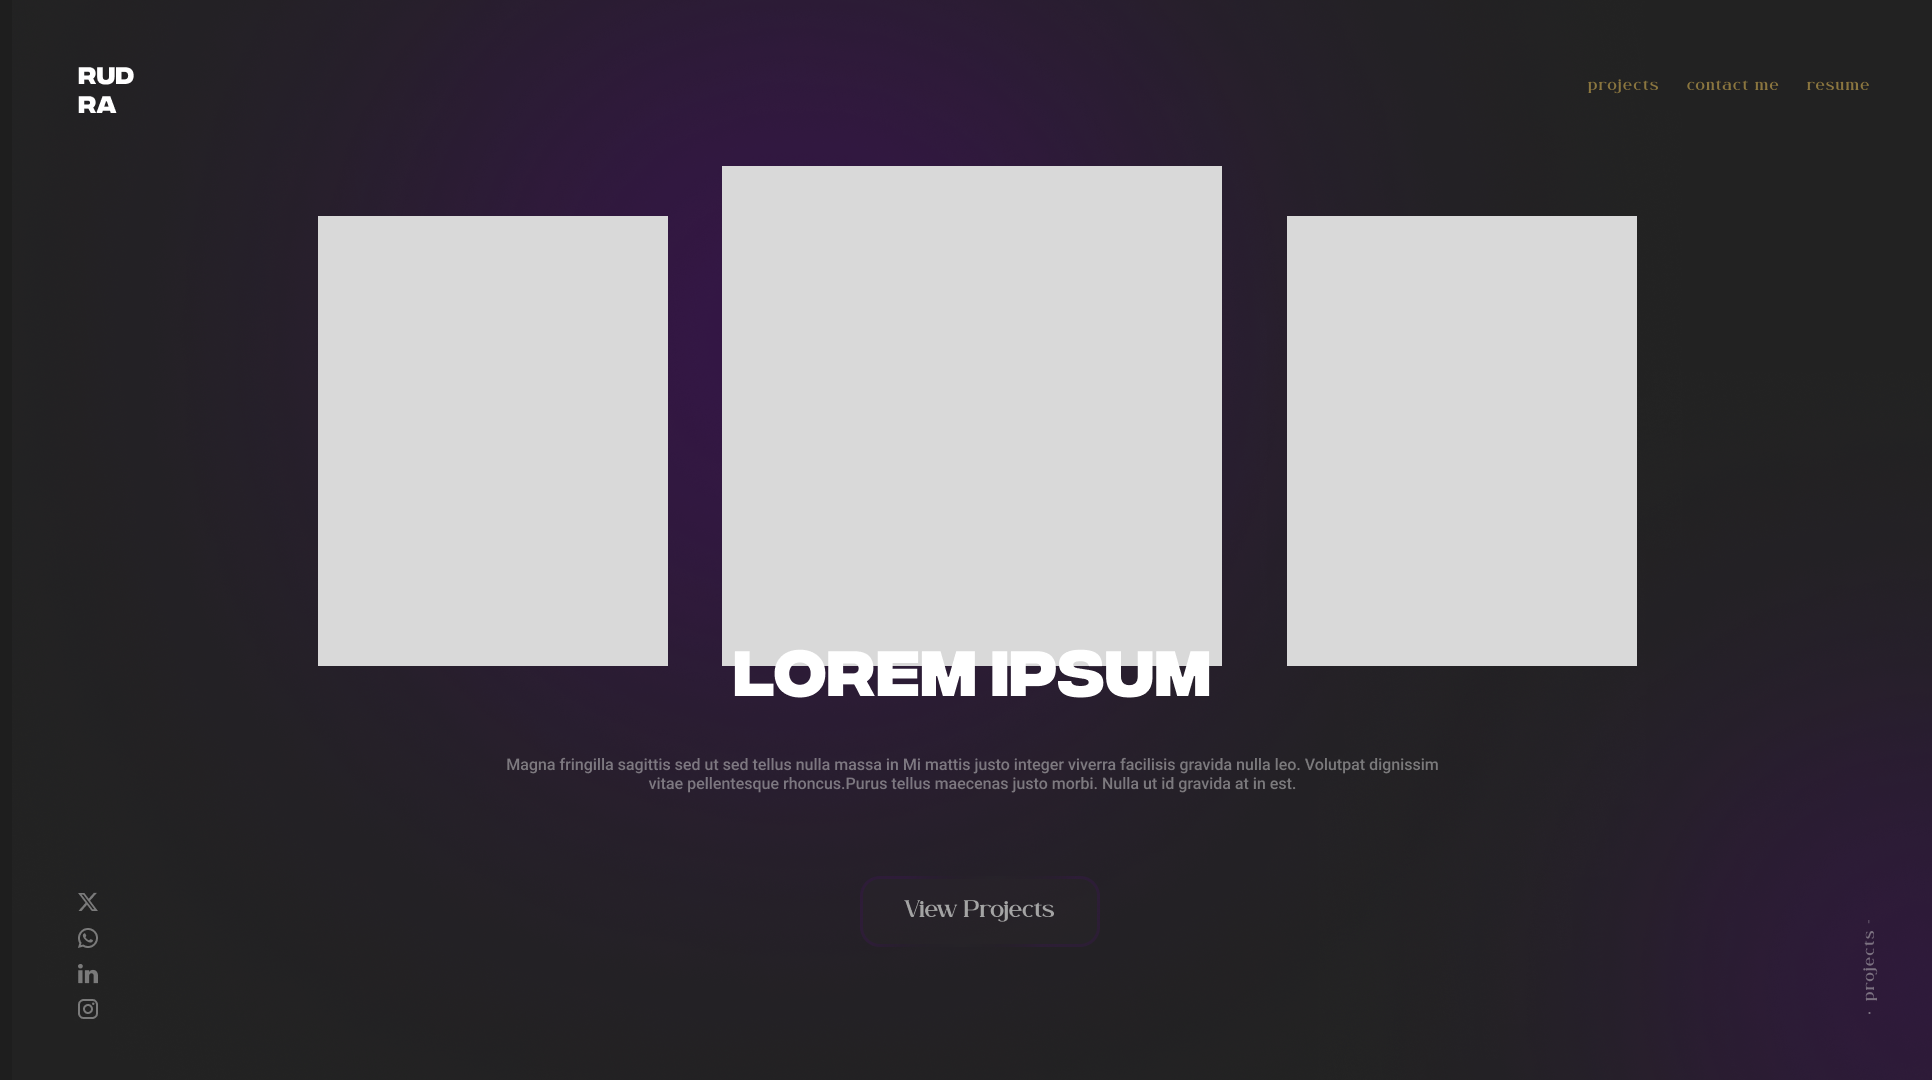 RUD
RA
projects
contact me
resume
LOREM IPSUM
Magna fringilla sagittis sed ut sed tellus nulla massa in Mi mattis justo integer viverra facilisis gravida nulla leo. Volutpat dignissim
vitae pellentesque rhoncus.Purus tellus maecenas justo morbi. Nulla ut id gravida at in est.
View Projects
in
· projects ·